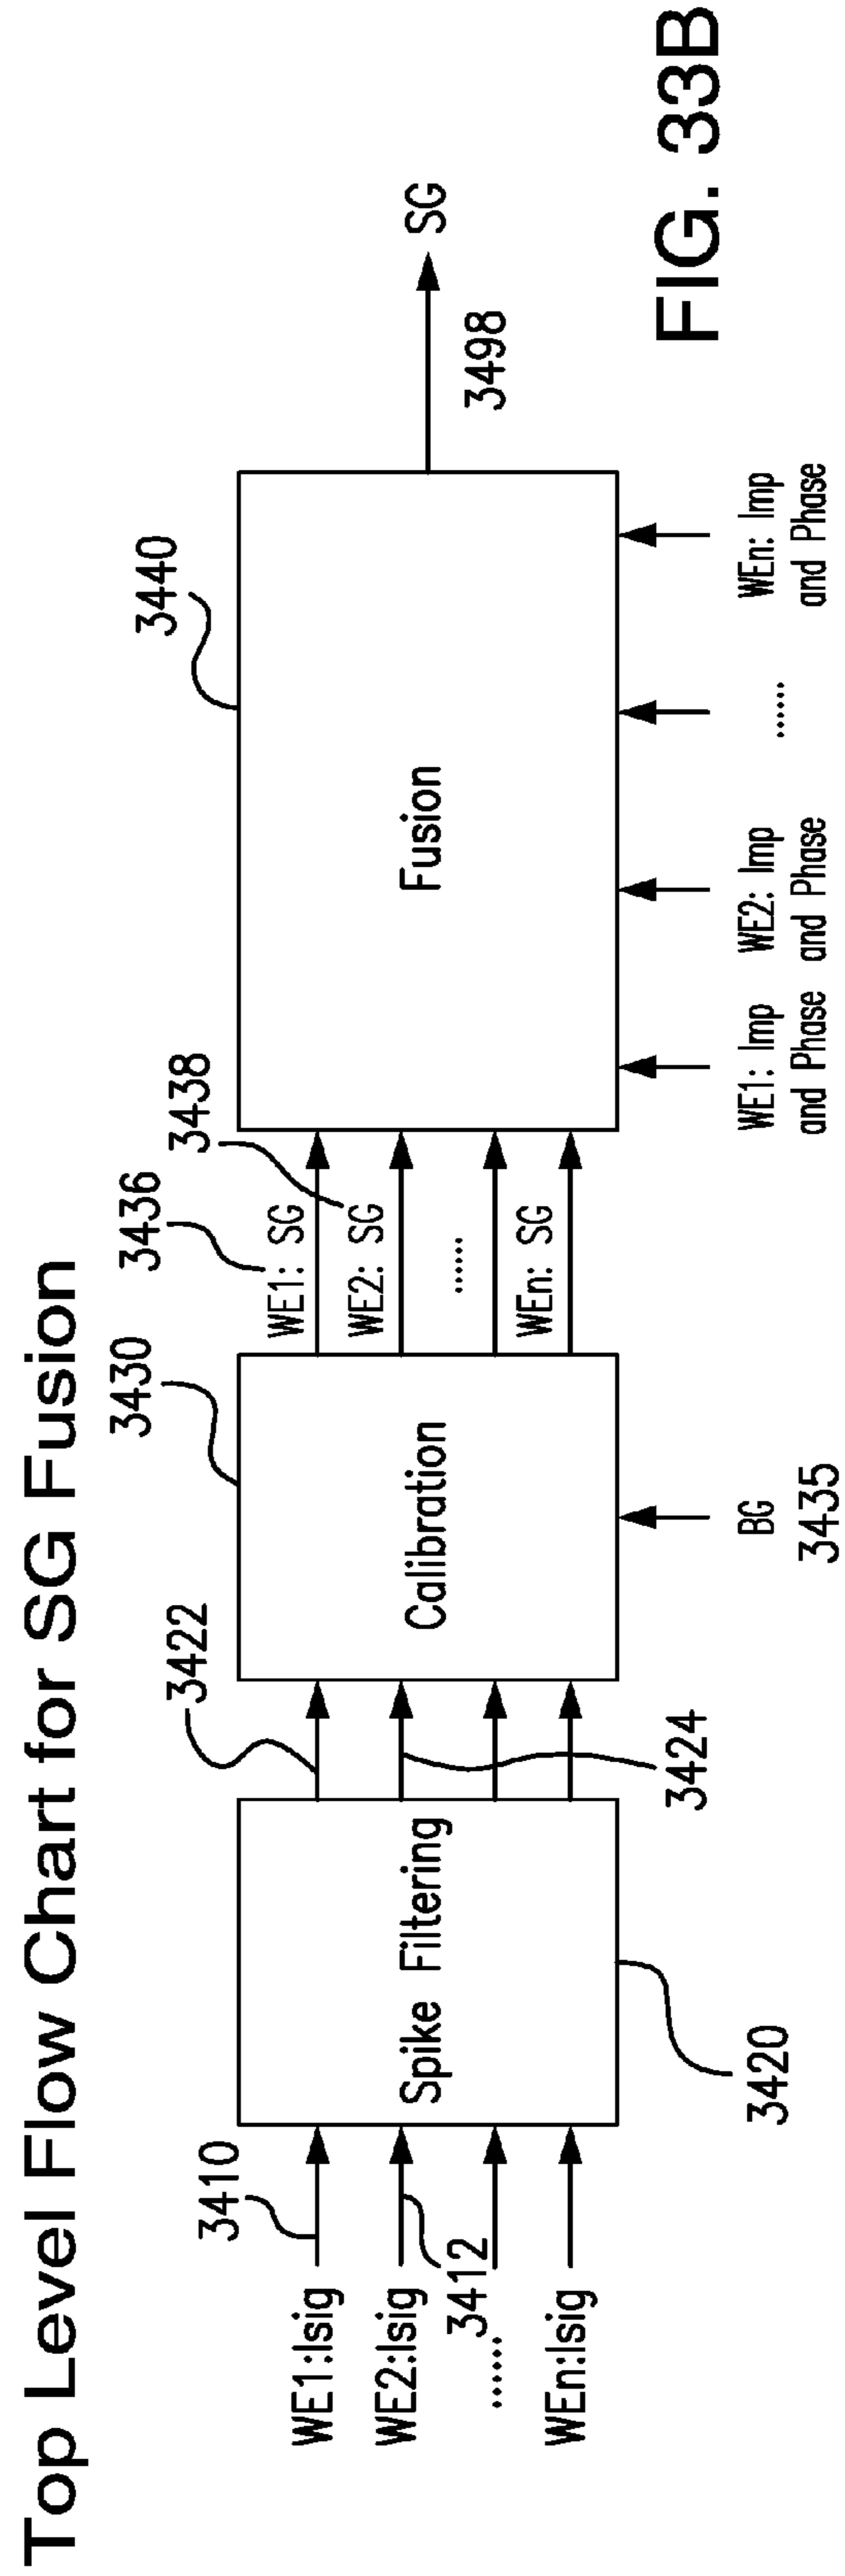 Top Level Flow Chart for SG Fusion
WE1:Isig
WE2:Isig
.......
WEn:Isig
3410
3412
Spike Filtering
3420
3422
3424
Calibration
3430
BG
3435
WE1: SG
WE2: SG
......
WEn: SG
3436
3438
Fusion
3440
WE1: Imp
and Phase
WE2: Imp
and Phase
......
WEn: Imp
and Phase
3498
SG
FIG. 33B